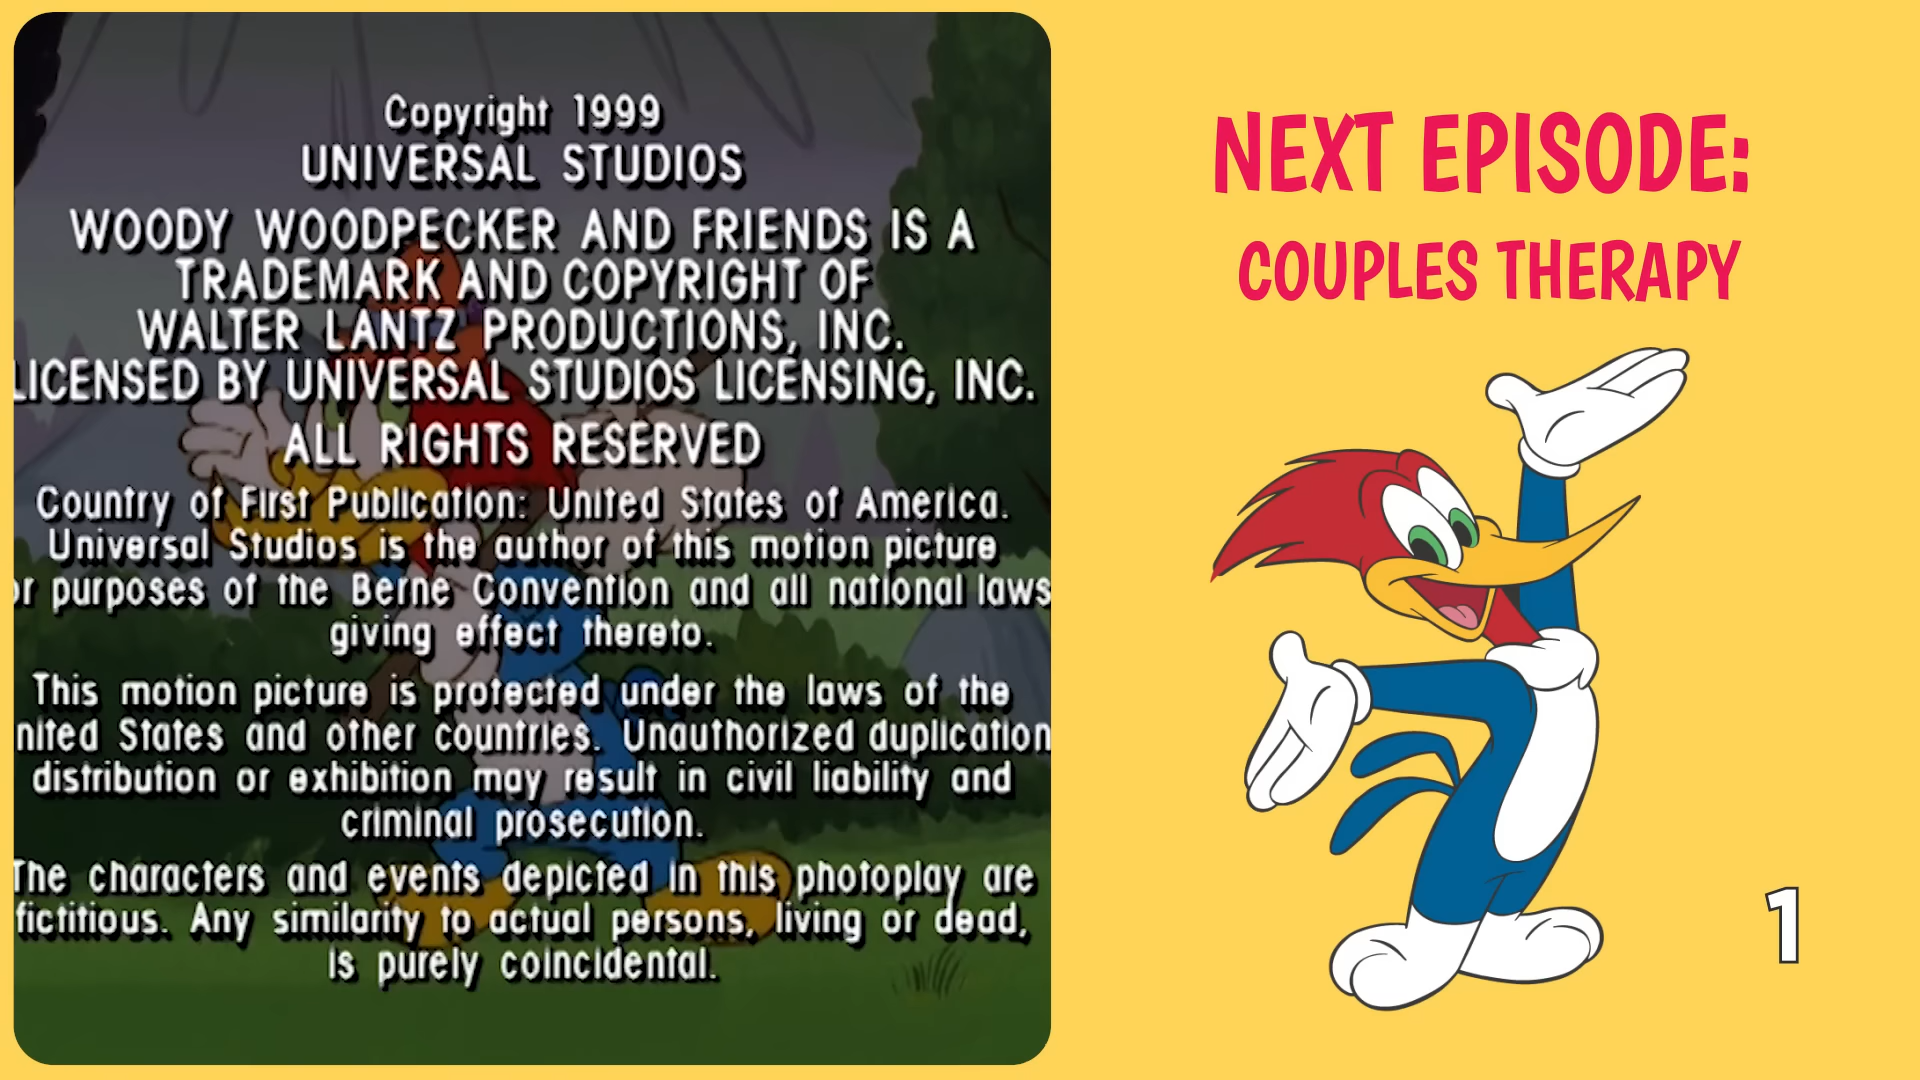 Copyright 1999
UNIVERSAL STUDIOS
WOODY WOODPECKER AND FRIENDS IS A
TRADEMARK AND COPYRIGHT OF
WALTER LANTZ PRODUCTIONS, INC.
LICENSED BY UNIVERSAL STUDIOS LICENSING, INC.
ALL RIGHTS RESERVED
Country of First Publication: United States of America.
Universal Studios is the author of this motion picture
or purposes of the Berne Convention and all national laws
giving effect thereto.
This motion picture is protected under the laws of the
nited States and other countries. Unauthorized duplication
distribution or exhibition may result in civil liability and
criminal prosecution.
The characters and events depicted in this photoplay are
fictitious. Any similarity to actual persons, living or dead,
is purely coincidental.
NEXT EPISODE:
COUPLES THERAPY
1